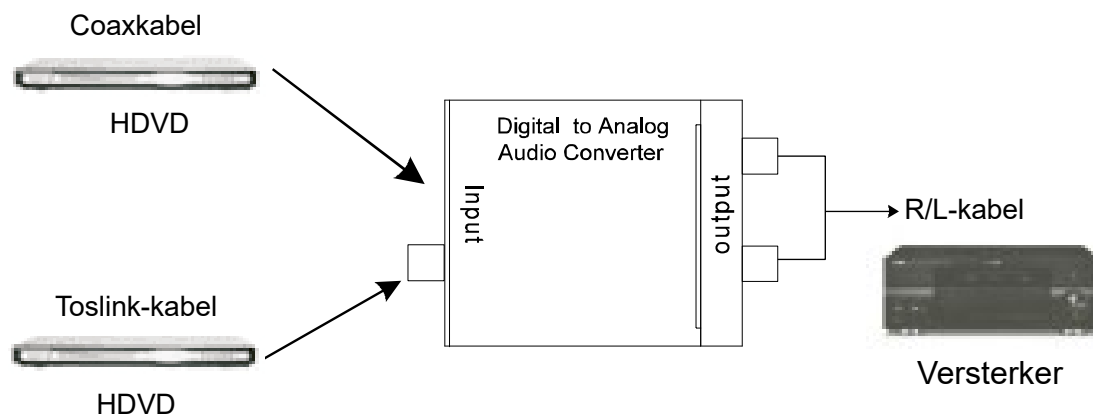 Coaxkabel
HDVD
Digital to Analog
Audio Converter
Input
output
R/L-kabel
Toslink-kabel
HDVD
Versterker